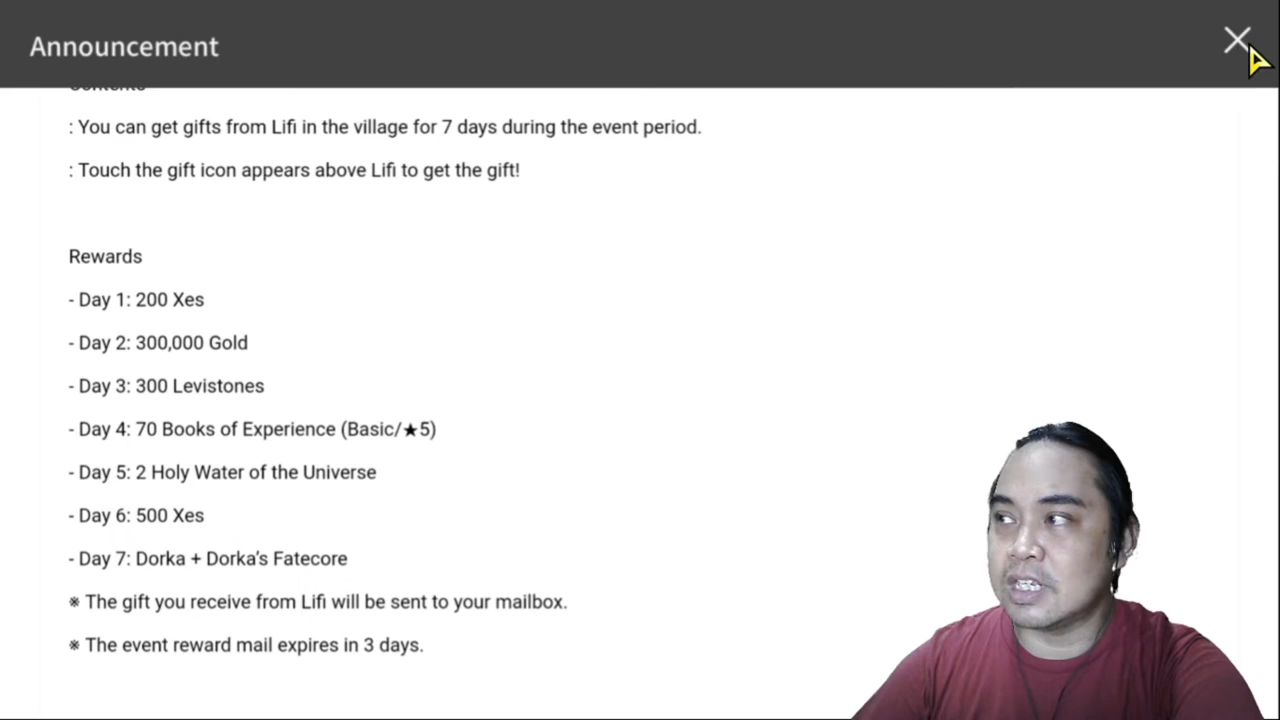 Announcement
Contents
: You can get gifts from Lifi in the village for 7 days during the event period.
: Touch the gift icon appears above Lifi to get the gift!
Rewards
- Day 1: 200 Xes
- Day 2: 300,000 Gold
- Day 3: 300 Levistones
- Day 4: 70 Books of Experience (Basic/★5)
- Day 5: 2 Holy Water of the Universe
- Day 6: 500 Xes
- Day 7: Dorka + Dorka’s Fatecore
※ The gift you receive from Lifi will be sent to your mailbox.
※ The event reward mail expires in 3 days.